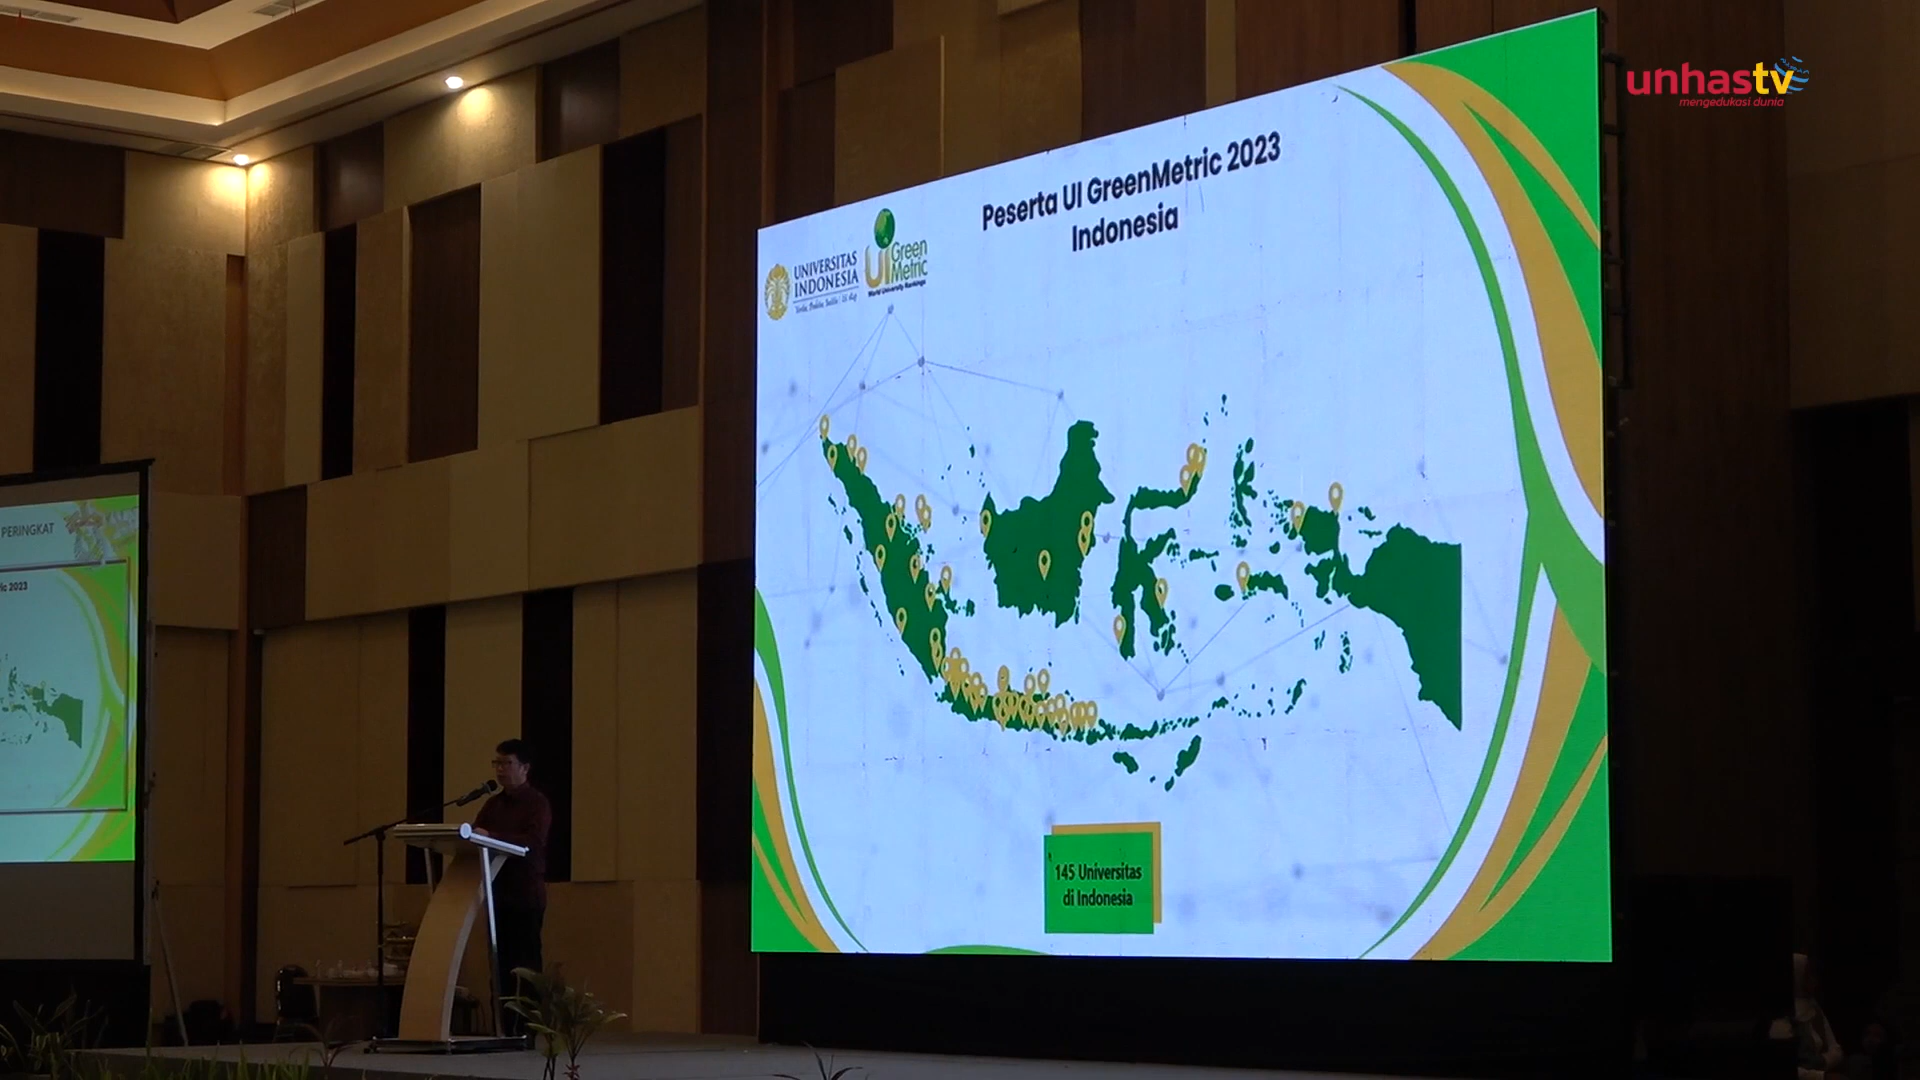 unhastv
mengedukasi dunia
Peserta UI GreenMetric 2023
Indonesia
UNIVERSITAS
INDONESIA
UI Green
Metric
World University Rankings
PERINGKAT
ric 2023
145 Universitas
di Indonesia